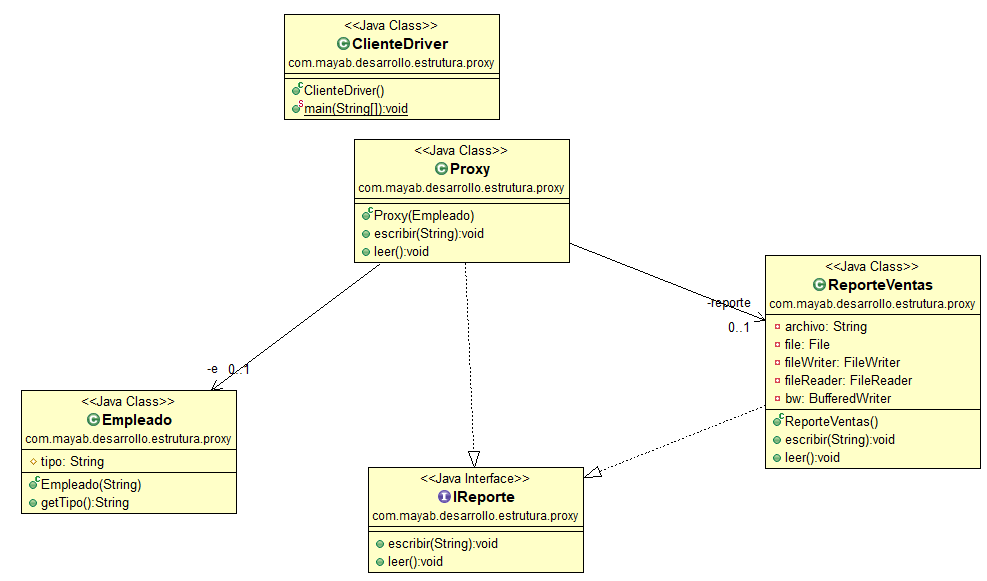 <<Java Class>>
ClienteDriver
com.mayab.desarrollo.estrutura.proxy
ClienteDriver()
main(String[]):void
<<Java Class>>
Proxy
com.mayab.desarrollo.estrutura.proxy
Proxy(Empleado)
escribir(String):void
leer():void
-reporte
0..1
<<Java Class>>
ReporteVentas
com.mayab.desarrollo.estrutura.proxy
archivo: String
file: File
fileWriter: FileWriter
fileReader: FileReader
bw: BufferedWriter
ReporteVentas()
escribir(String):void
leer():void
-e 0..1
<<Java Class>>
Empleado
com.mayab.desarrollo.estrutura.proxy
tipo: String
Empleado(String)
getTipo():String
<<Java Interface>>
IReporte
com.mayab.desarrollo.estrutura.proxy
escribir(String):void
leer():void